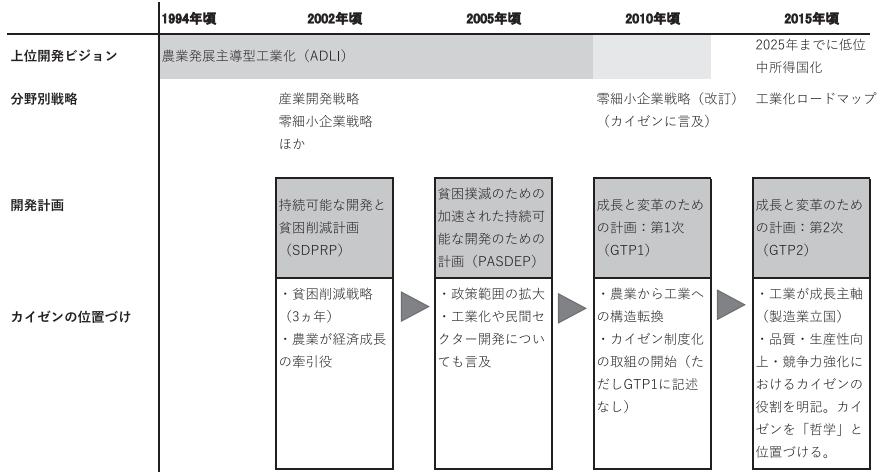 1994年頃
2002年頃
2005年頃
2010年頃
2015年頃
上位開発ビジョン
農業発展主導型工業化（ADLI）
2025年までに低位
中所得国化
分野別戦略
産業開発戦略
零細小企業戦略
ほか
零細小企業戦略（改訂）
（カイゼンに言及）
工業化ロードマップ
開発計画
持続可能な開発と
貧困削減計画
（SDPRP）
貧困撲滅のための
加速された持続可
能な開発のための
計画（PASDEP）
成長と変革のため
の計画：第1次
（GTP1）
成長と変革のため
の計画：第2次
（GTP2）
カイゼンの位置づけ
・貧困削減戦略
（3ヵ年）
・農業が経済成長
の牽引役
・政策範囲の拡大
・工業化や民間セ
クター開発につい
ても言及
・農業から工業へ
の構造転換
・カイゼン制度化
の取組の開始（た
だしGTP1に記述
なし）
・工業が成長主軸
（製造業立国）
・品質・生産性向
上・競争力強化に
おけるカイゼンの
役割を明記。カイ
ゼンを「哲学」と
位置づける。